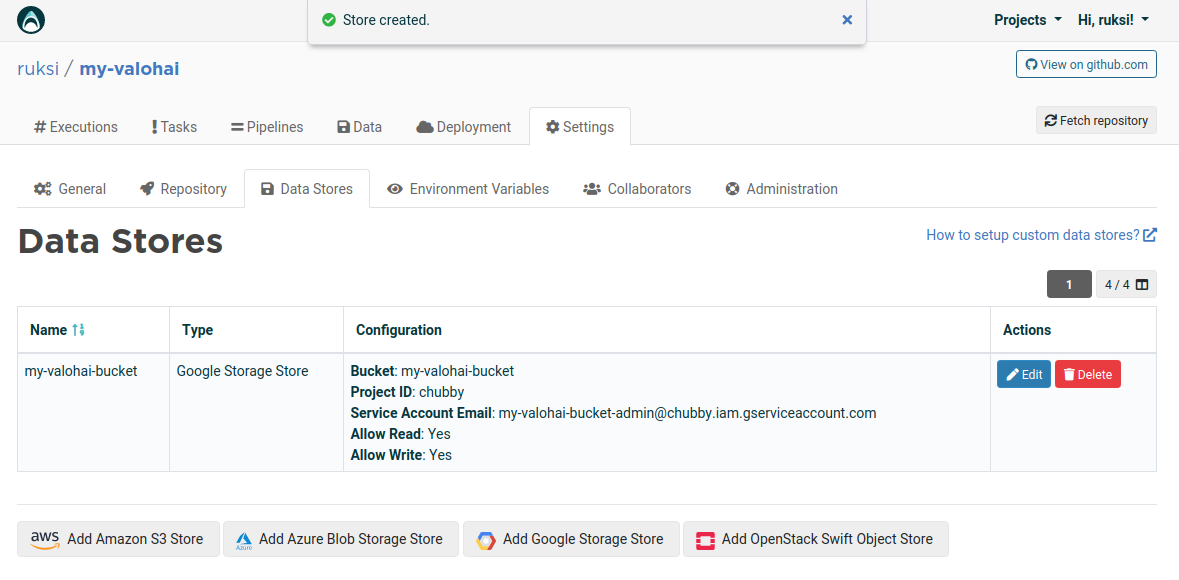 Store created.
Projects Hi, ruksi!
ruksi / my-valohai
View on github.com
Executions Tasks Pipelines Data Deployment Settings
Fetch repository
General Repository Data Stores Environment Variables Collaborators Administration
Data Stores
How to setup custom data stores?
1 4 / 4
Name Type Configuration Actions
my-valohai-bucket Google Storage Store Bucket: my-valohai-bucket Edit Delete
Project ID: chubby
Service Account Email: my-valohai-bucket-admin@chubby.iam.gserviceaccount.com
Allow Read: Yes
Allow Write: Yes
aws Add Amazon S3 Store Azure Add Azure Blob Storage Store Add Google Storage Store Add OpenStack Swift Object Store